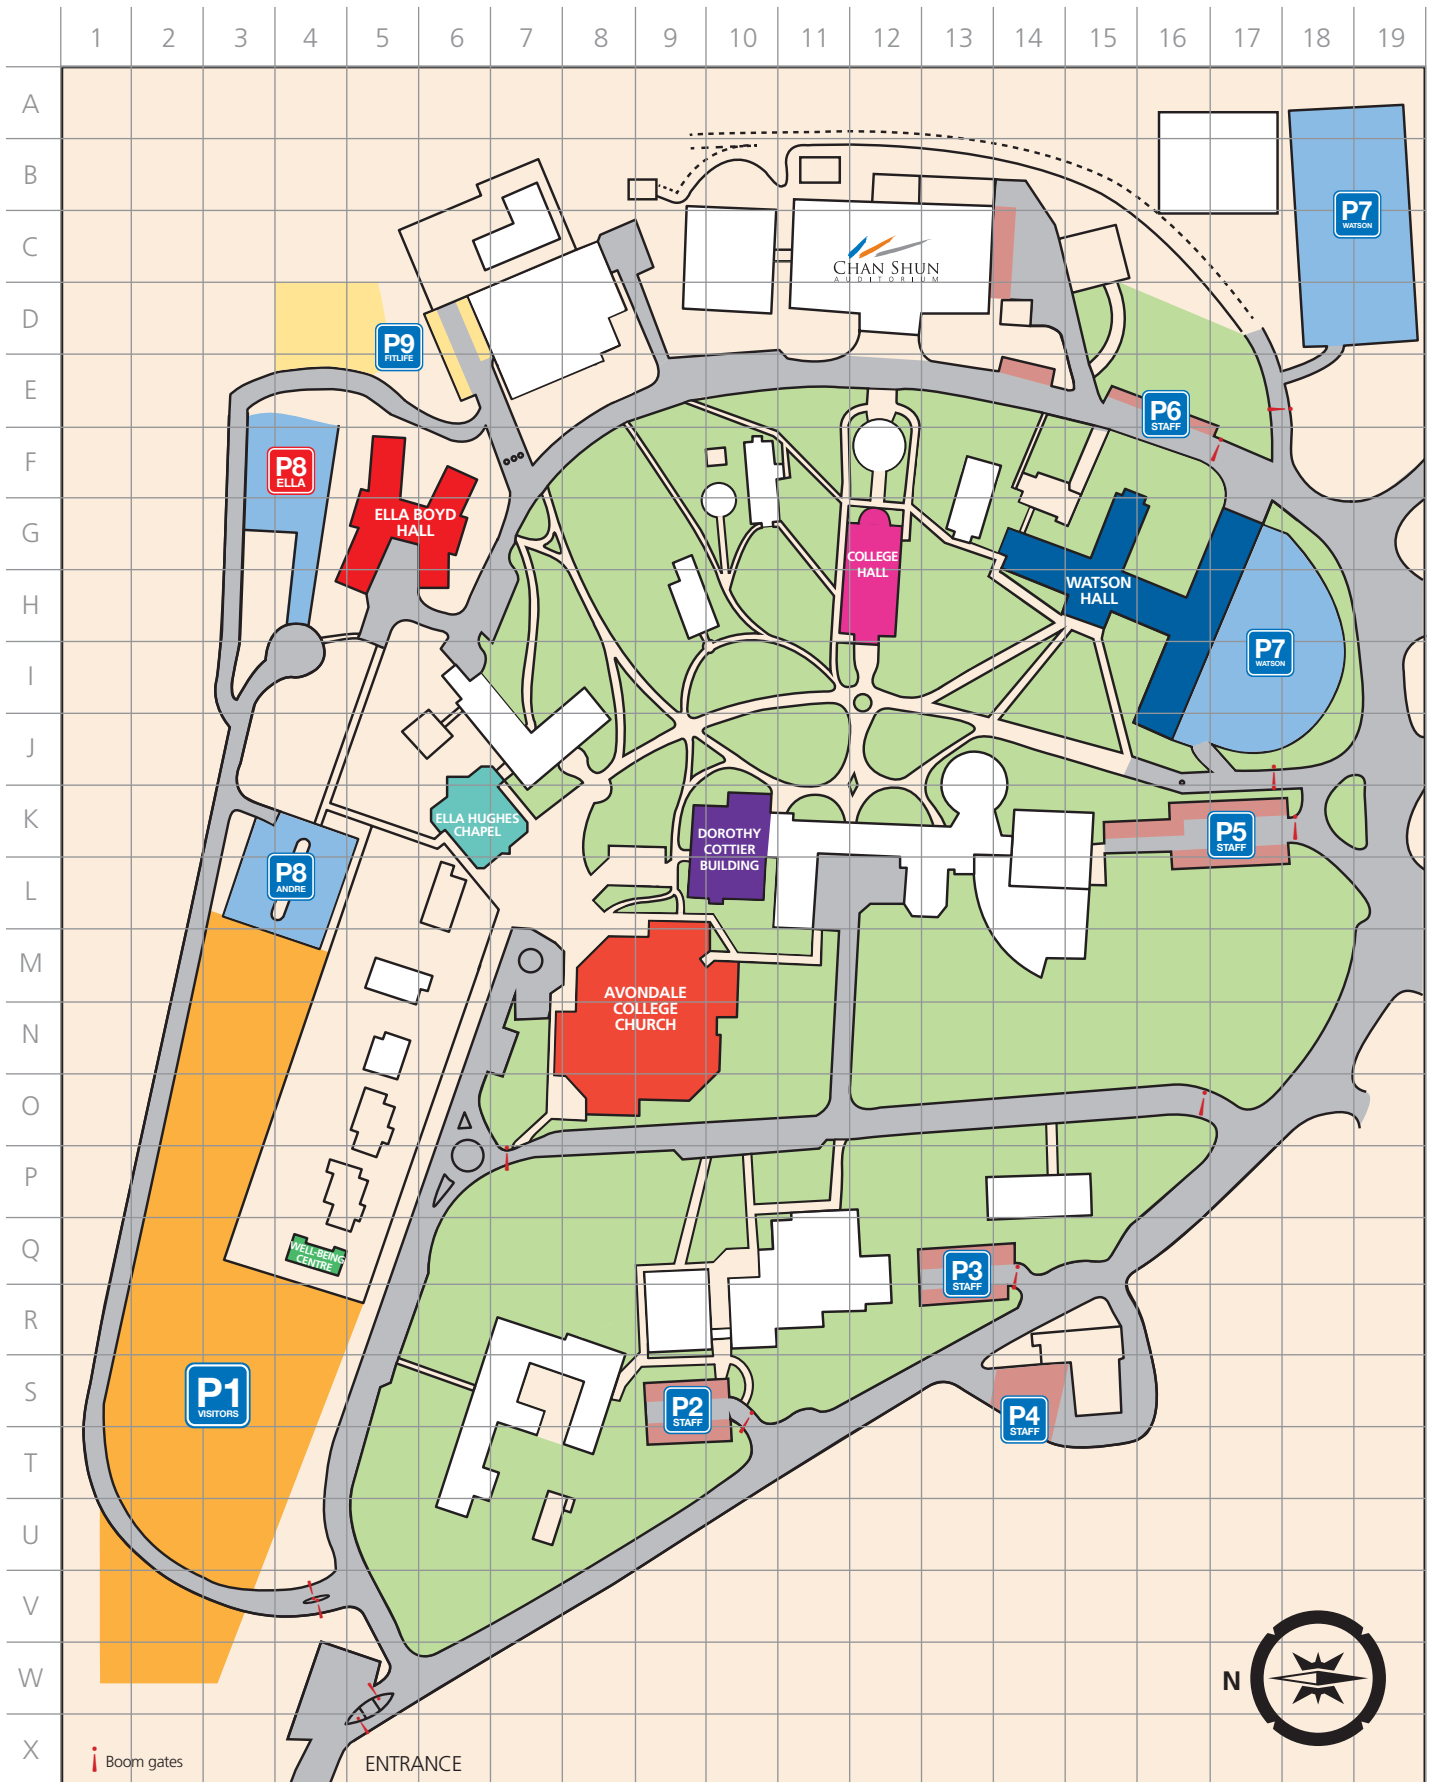 1 2 3 4 5 6 7 8 9 10 11 12 13 14 15 16 17 18 19
A
B
C
D
E
F
G
H
I
J
K
L
M
N
O
P
Q
R
S
T
U
V
W
X
P7
WATSON
CHAN SHUN
AUDITORIUM
P9
FITLIFE
P6
STAFF
P8
ELLA
ELLA BOYD
HALL
COLLEGE
HALL
WATSON
HALL
P7
WATSON
ELLA HUGHES
CHAPEL
DOROTHY
COTTIER
BUILDING
P5
STAFF
P8
ANDRE
AVONDALE
COLLEGE
CHURCH
WELL-BEING
CENTRE
P3
STAFF
P1
VISITORS
P2
STAFF
P4
STAFF
N
Boom gates
ENTRANCE